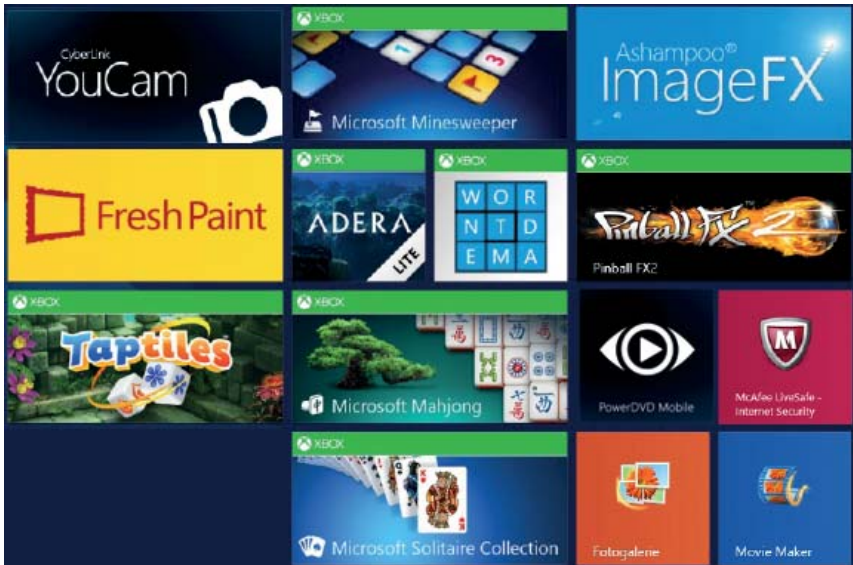 CyberLink
YouCam
XBOX
Microsoft Minesweeper
Ashampoo®
ImageFX
Fresh Paint
XBOX
ADERA
LITE
XBOX
W O R
N T D
E M A
XBOX
Pinball FX2™
Pinball FX2
XBOX
Taptiles
XBOX
Microsoft Mahjong
PowerDVD Mobile
McAfee LiveSafe -
Internet Security
XBOX
Microsoft Solitaire Collection
Fotogalerie
Movie Maker